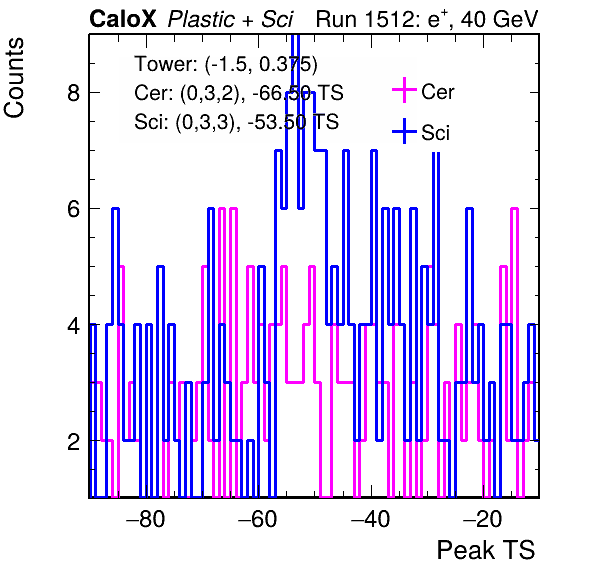 CaloX Plastic + Sci Run 1512: e+, 40 GeV
Counts
Tower: (-1.5, 0.375)
Cer: (0,3,2), -66.50 TS
Sci: (0,3,3), -53.50 TS
Cer
Sci
8
6
4
2
−80 −60 −40 −20
Peak TS